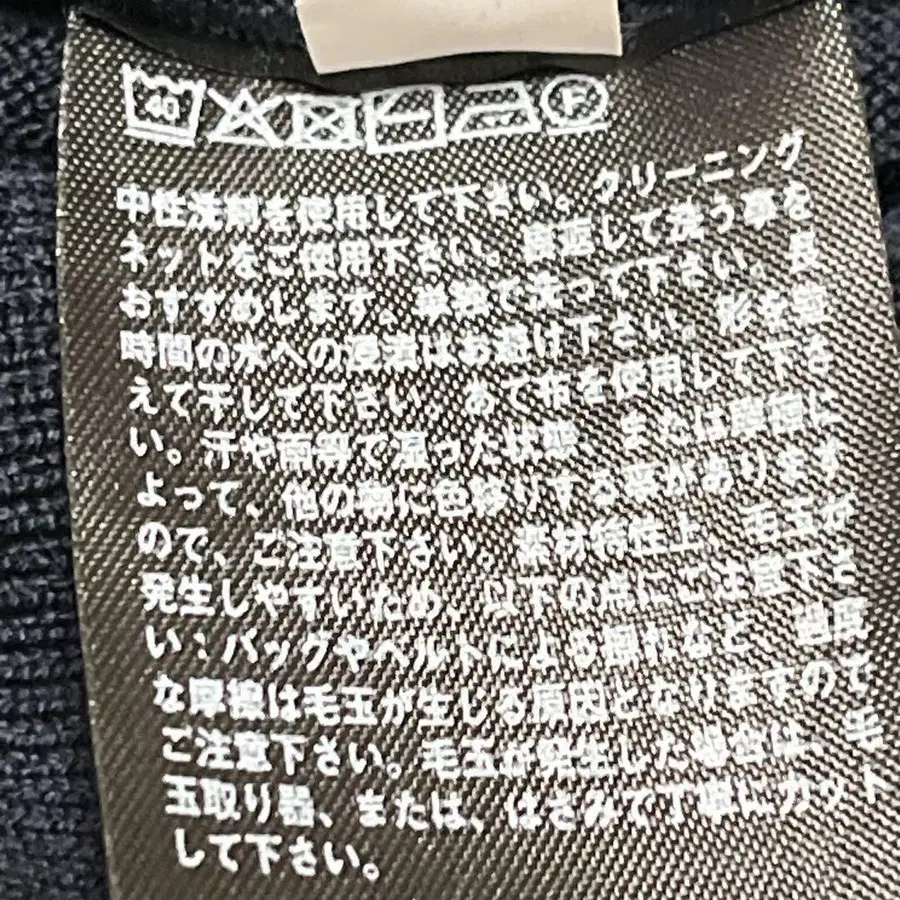 40 F
中性洗剤を使用して下さい。クリーニング
ネットをご使用下さい。裏返して洗う事を
おすすめします。単独で洗って下さい。長
時間の水への浸漬はお避け下さい。形を整
えて干して下さい。あて布を使用して下さ
い。汗や雨等で湿った状態、または摩擦に
よって、他の物に色移りする事があります
ので、ご注意下さい。素材特性上、毛玉が
発生しやすいため、以下の点にご注意下さ
い：バッグやベルトによる擦れなど、過度
な摩擦は毛玉が生じる原因となりますので
ご注意下さい。毛玉が発生した場合は、毛
玉取り器、または、はさみで丁寧にカット
して下さい。